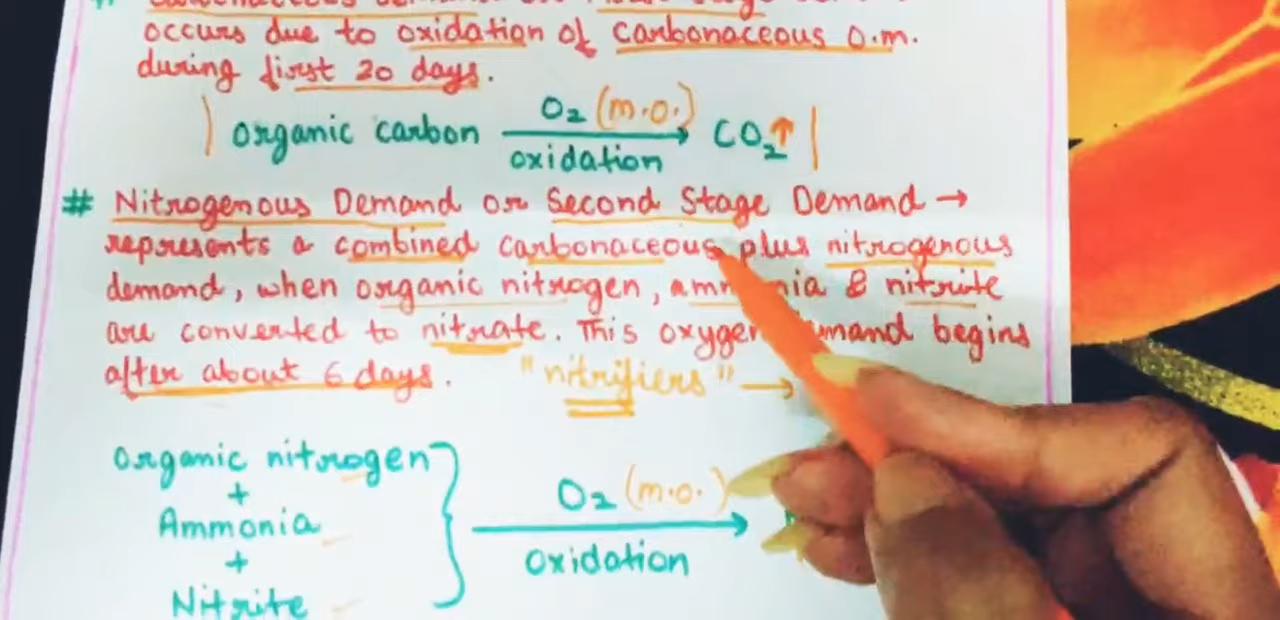 occurs due to oxidation of carbonaceous o.m.
during first 20 days.
organic carbon O2 (m.o.) oxidation CO2↑
# Nitrogenous Demand or Second Stage Demand →
represents a combined carbonaceous plus nitrogenous
demand, when organic nitrogen, & nitrite
are converted to nitrate. This begins
after about 6 days. "nitrifiers" →
Organic nitrogen
+
Ammonia
O2 (m.o.)
oxidation
+
Nitrite